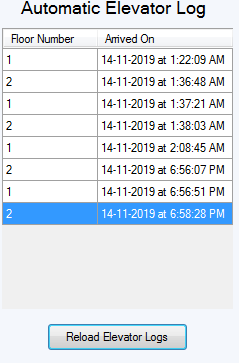 Automatic Elevator Log
Floor Number Arrived On
1 14-11-2019 at 1:22:09 AM
2 14-11-2019 at 1:36:48 AM
1 14-11-2019 at 1:37:21 AM
2 14-11-2019 at 1:38:03 AM
1 14-11-2019 at 2:08:45 AM
2 14-11-2019 at 6:56:07 PM
1 14-11-2019 at 6:56:51 PM
2 14-11-2019 at 6:58:28 PM
Reload Elevator Logs